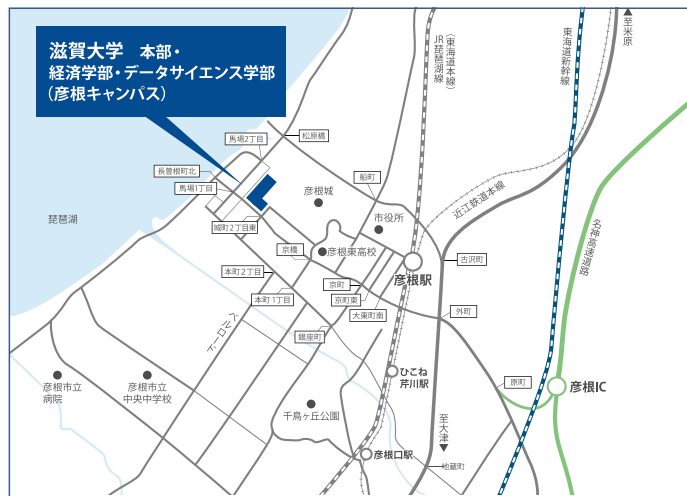 滋賀大学 本部・
経済学部・データサイエンス学部
(彦根キャンパス)
至米原
(東海道本線)
JR琵琶湖線
東海道新幹線
松原橋
馬場2丁目
長曽根町北
馬場1丁目
船町
彦根城
近江鉄道本線
琵琶湖
市役所
城町2丁目東
京橋
彦根東高校
名神高速道路
古沢町
彦根駅
本町2丁目
京町
本町1丁目
京町東
大東町南
外町
ベルロード
銀座町
ひこね
芹川駅
彦根市立
病院
彦根市立
中央中学校
原町
彦根IC
千鳥ヶ丘公園
至大津
彦根口駅
地蔵町